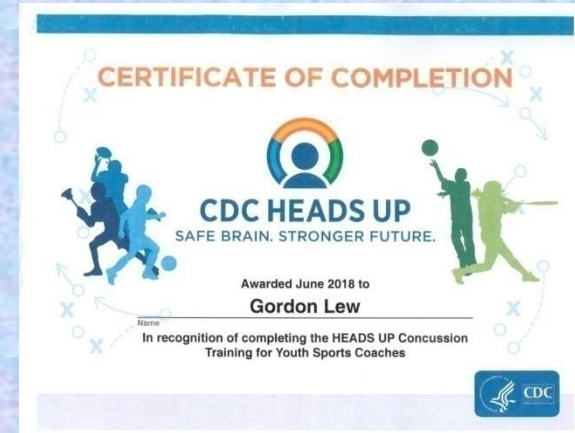 CERTIFICATE OF COMPLETION
CDC HEADS UP
SAFE BRAIN. STRONGER FUTURE.
Awarded June 2018 to
Gordon Lew
Name
In recognition of completing the HEADS UP Concussion
Training for Youth Sports Coaches
CDC